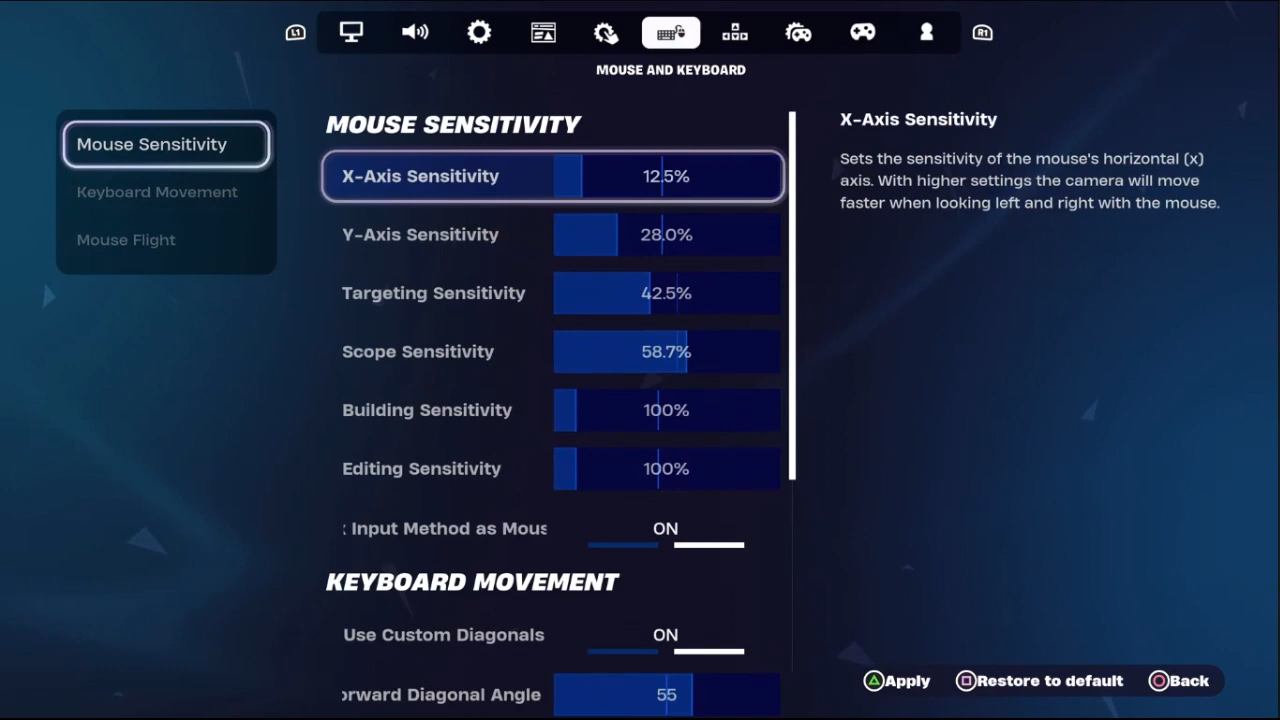 L1
R1
MOUSE AND KEYBOARD
Mouse Sensitivity
Keyboard Movement
Mouse Flight
MOUSE SENSITIVITY
X-Axis Sensitivity 12.5%
Y-Axis Sensitivity 28.0%
Targeting Sensitivity 42.5%
Scope Sensitivity 58.7%
Building Sensitivity 100%
Editing Sensitivity 100%
Input Method as Mous ON
KEYBOARD MOVEMENT
Use Custom Diagonals ON
orward Diagonal Angle 55
X-Axis Sensitivity
Sets the sensitivity of the mouse's horizontal (x)
axis. With higher settings the camera will move
faster when looking left and right with the mouse.
Apply Restore to default Back